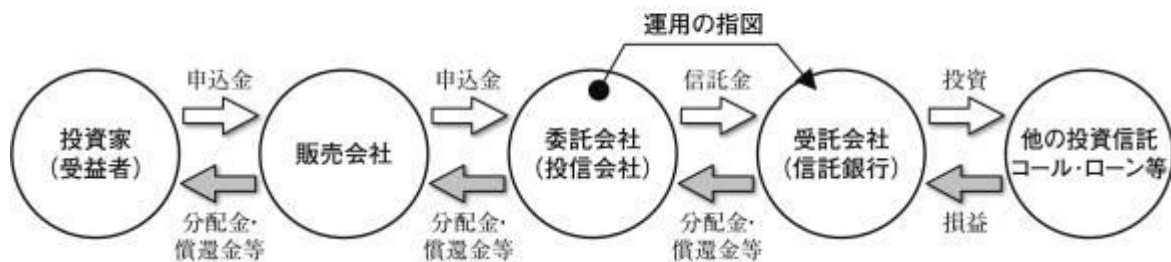 運用の指図
申込金
申込金
信託金
投資
投資家
(受益者)
販売会社
委託会社
(投信会社)
受託会社
(信託銀行)
他の投資信託
コール・ローン等
分配金・
償還金等
分配金・
償還金等
分配金・
償還金等
損益